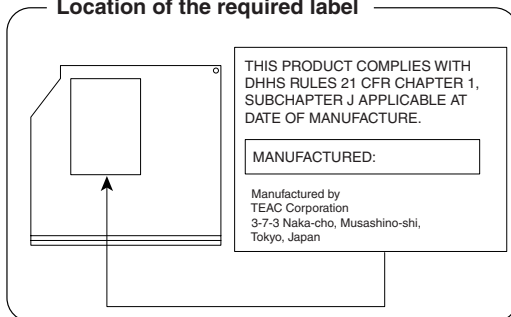 Location of the required label
THIS PRODUCT COMPLIES WITH
DHHS RULES 21 CFR CHAPTER 1,
SUBCHAPTER J APPLICABLE AT
DATE OF MANUFACTURE.
MANUFACTURED:
Manufactured by
TEAC Corporation
3-7-3 Naka-cho, Musashino-shi,
Tokyo, Japan